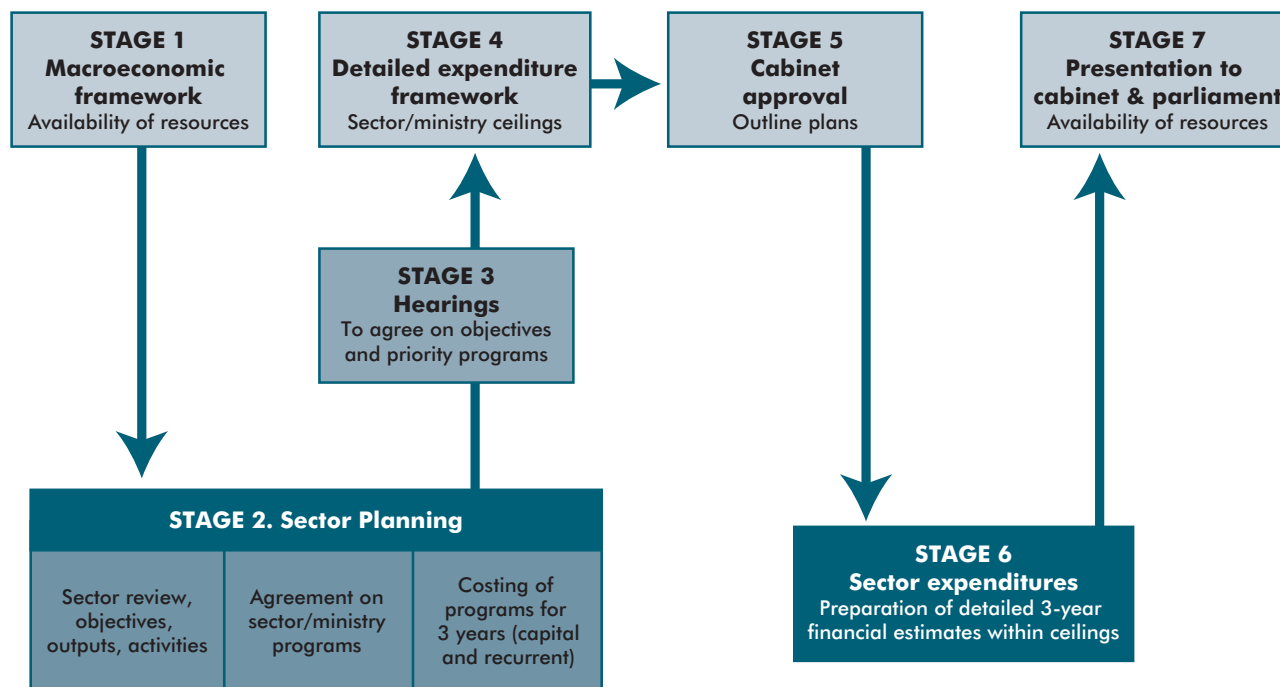 STAGE 1
Macroeconomic
framework
Availability of resources
STAGE 4
Detailed expenditure
framework
Sector/ministry ceilings
STAGE 5
Cabinet
approval
Outline plans
STAGE 7
Presentation to
cabinet & parliament
Availability of resources
STAGE 3
Hearings
To agree on objectives
and priority programs
STAGE 2. Sector Planning
Sector review,
objectives,
outputs, activities
Agreement on
sector/ministry
programs
Costing of
programs for
3 years (capital
and recurrent)
STAGE 6
Sector expenditures
Preparation of detailed 3-year
financial estimates within ceilings